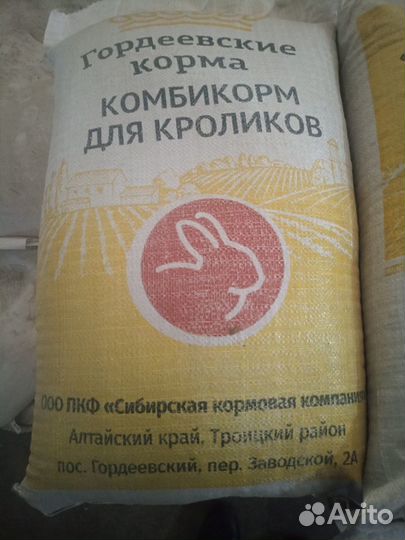 Гордеевские
корма
КОМБИКОРМ
ДЛЯ КРОЛИКОВ
ООО ПКФ «Сибирская кормовая компания
Алтайский край, Троицкий район
пос. Гордеевский, пер. Заводской, 2А
Avito